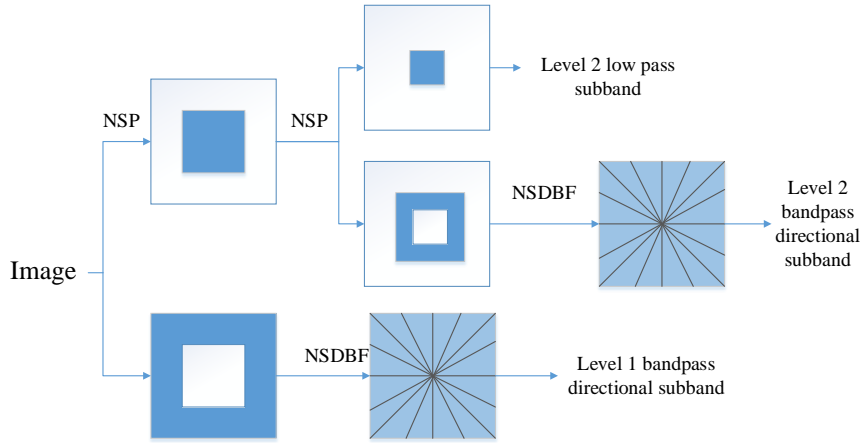 Level 2 low pass
subband
NSP
NSP
NSDBF
Level 2
bandpass
directional
subband
Image
NSDBF
Level 1 bandpass
directional subband